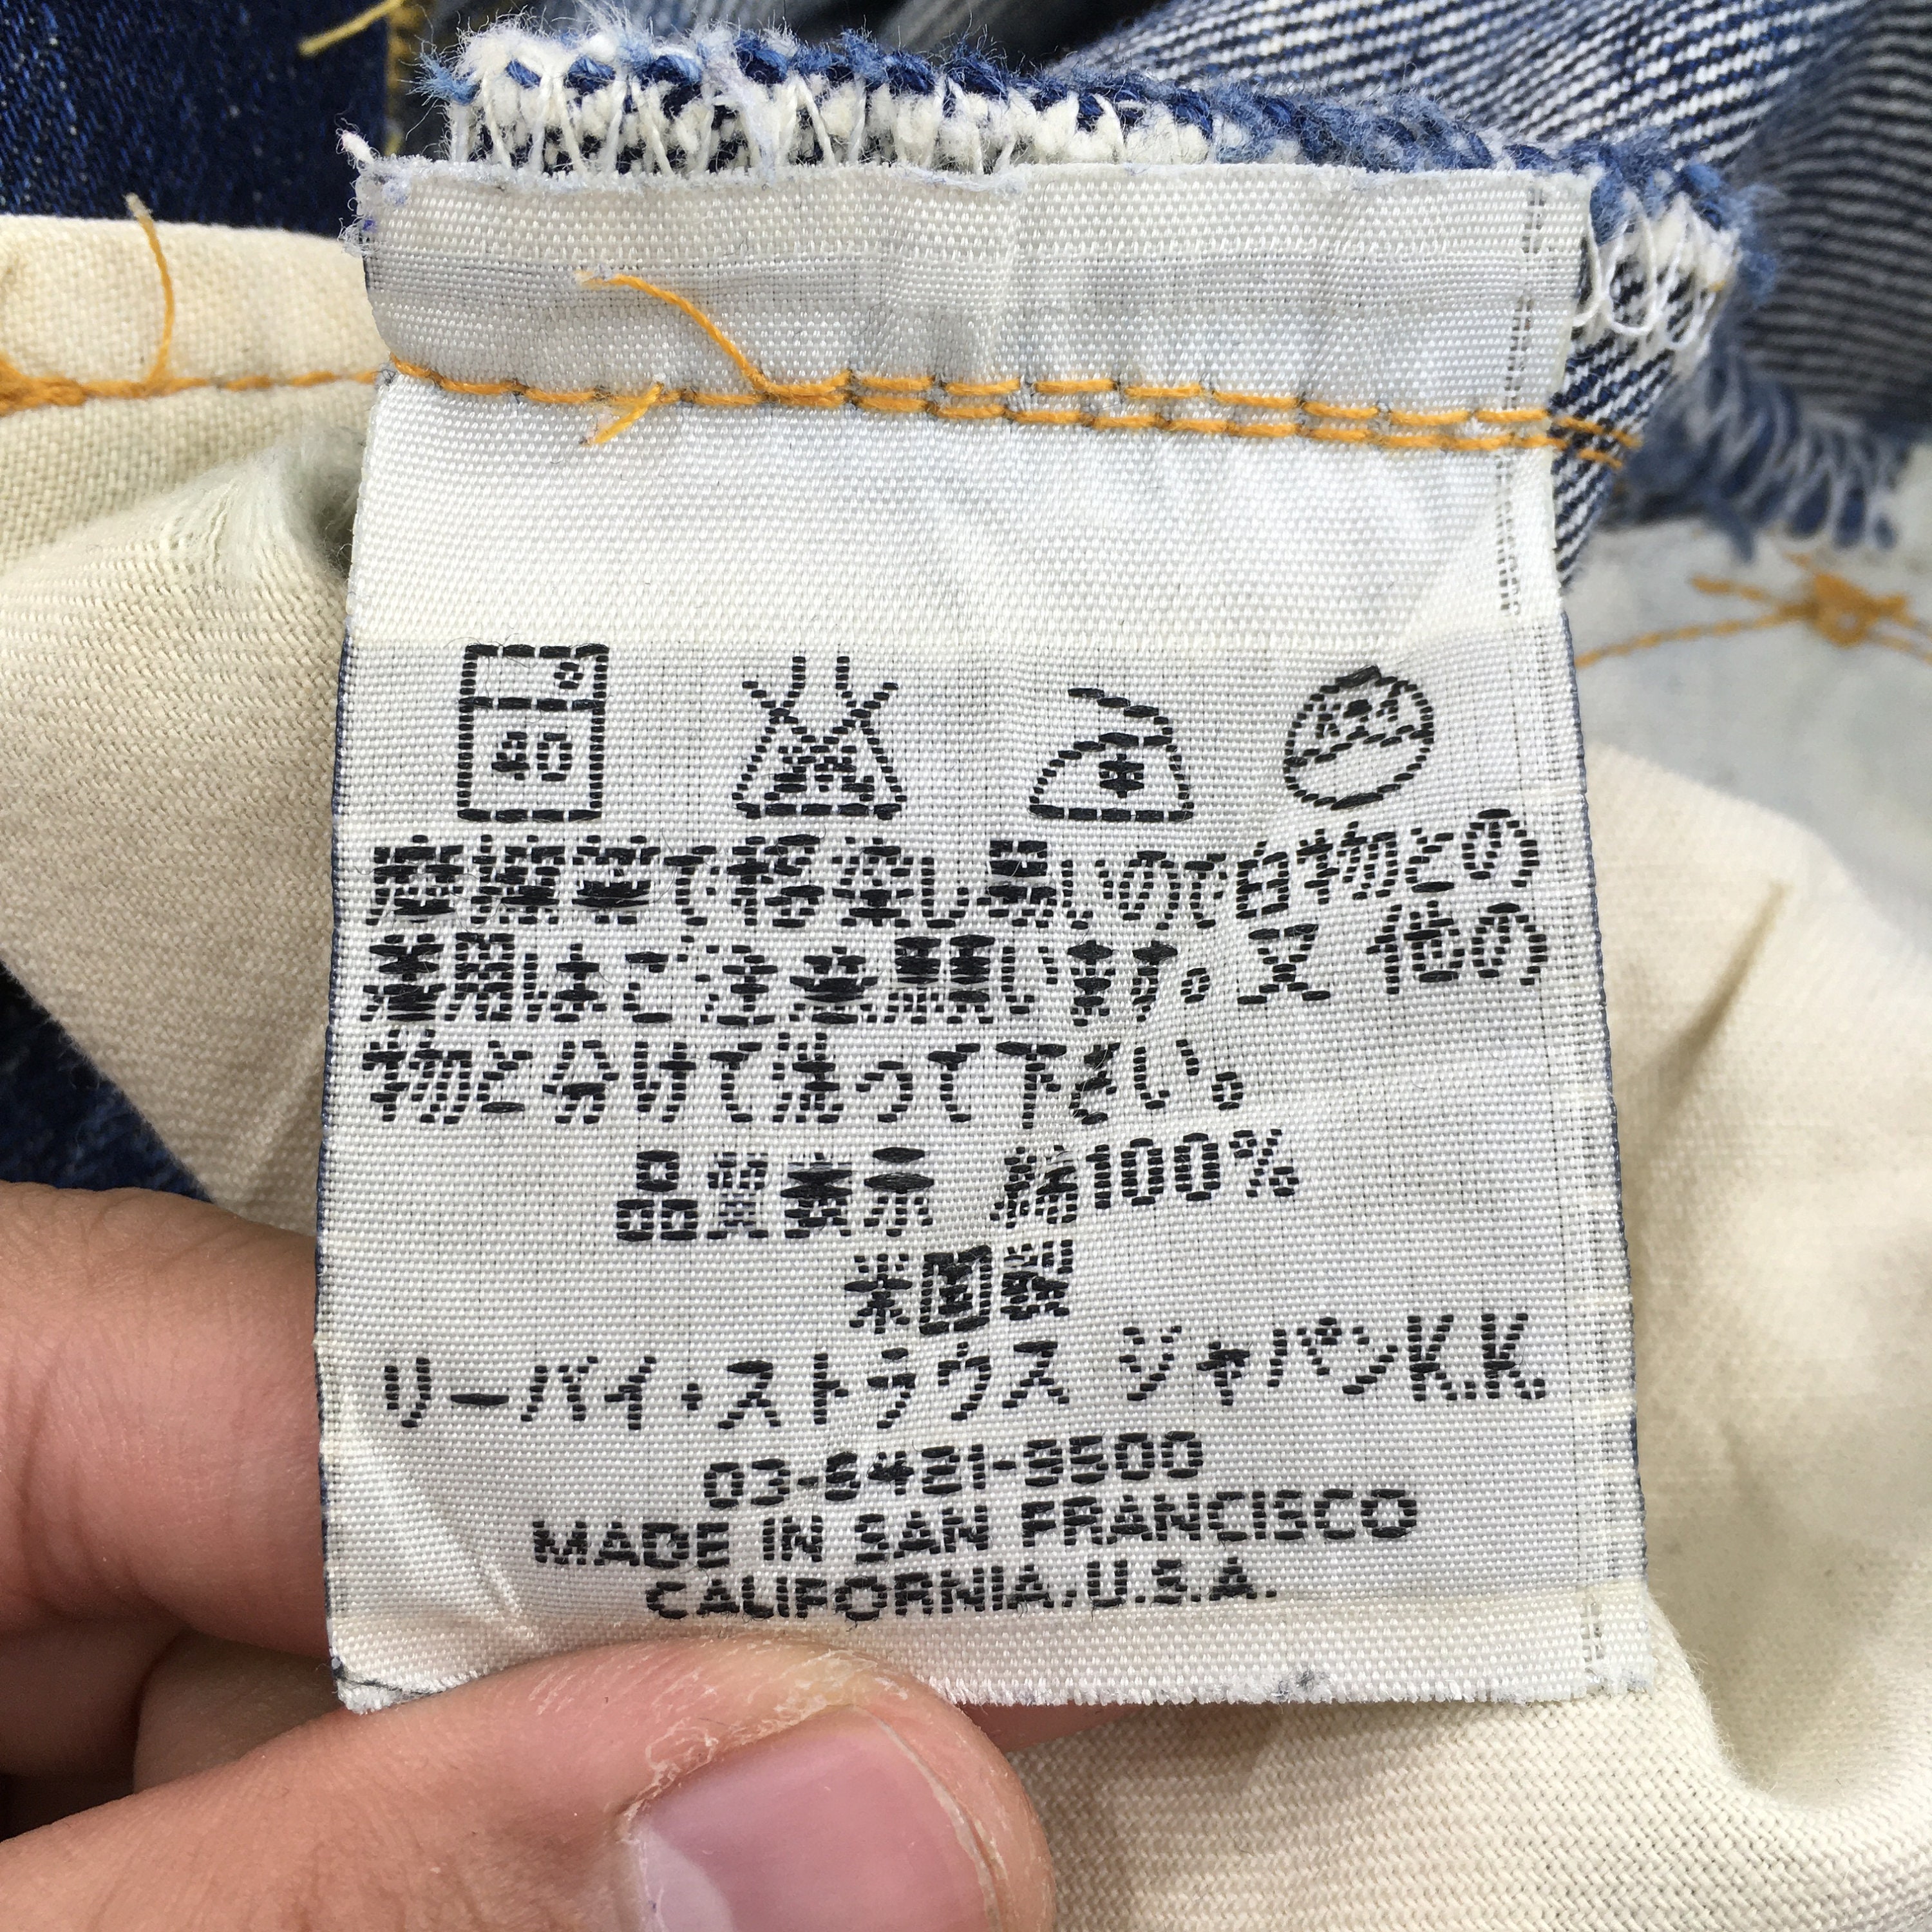 40
摩擦等で移染し易いので白物との
着用はご注意願います。又 他の
物と分けて洗って下さい。
品質表示 綿100%
米国製
リーバイ・ストラウス ジャパンK.K.
03-5421-9500
MADE IN SAN FRANCISCO
CALIFORNIA,U.S.A.